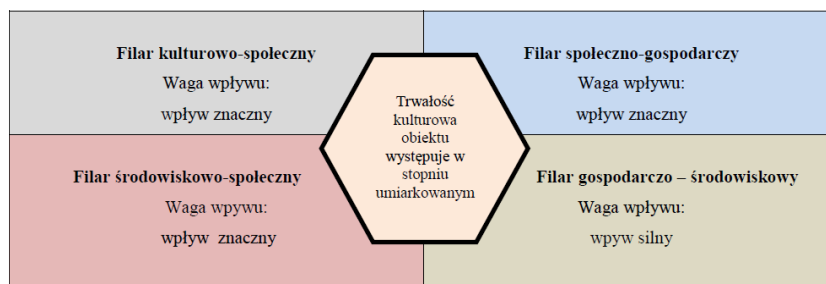 Filar kulturowo-społeczny
Waga wpływu:
wpływ znaczny
Filar społeczno-gospodarczy
Waga wpływu:
wpływ znaczny
Trwałość
kulturowa
obiektu
występuje w
stopniu
umiarkowanym
Filar środowiskowo-społeczny
Waga wpywu:
wpływ znaczny
Filar gospodarczo – środowiskowy
Waga wpływu:
wpyw silny